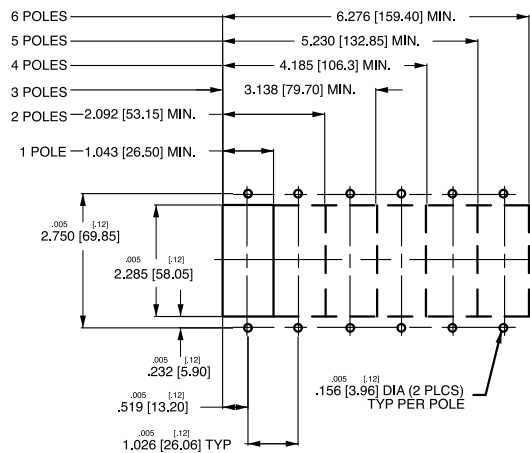 6 POLES 6.276 [159.40] MIN.
5 POLES 5.230 [132.85] MIN.
4 POLES 4.185 [106.3] MIN.
3 POLES 3.138 [79.70] MIN.
2 POLES 2.092 [53.15] MIN.
1 POLE 1.043 [26.50] MIN.
.005 [.12]
2.750 [69.85]
.005 [.12]
2.285 [58.05]
.005 [.12]
.232 [5.90]
.005 [.12]
.156 [3.96] DIA (2 PLCS)
TYP PER POLE
.519 [13.20]
.005 [.12]
1.026 [26.06] TYP